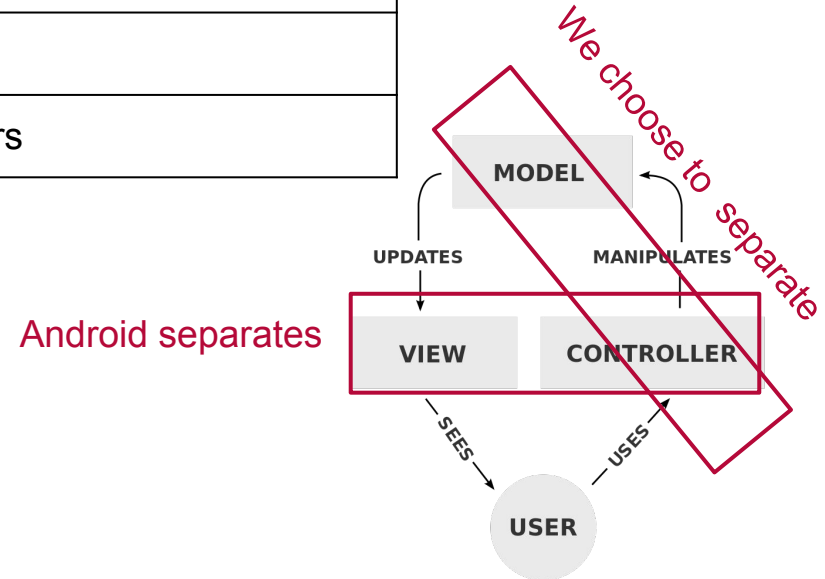 rs
We choose to separate
MODEL
UPDATES
MANIPULATES
Android separates
VIEW
CONTROLLER
SEES
USES
USER